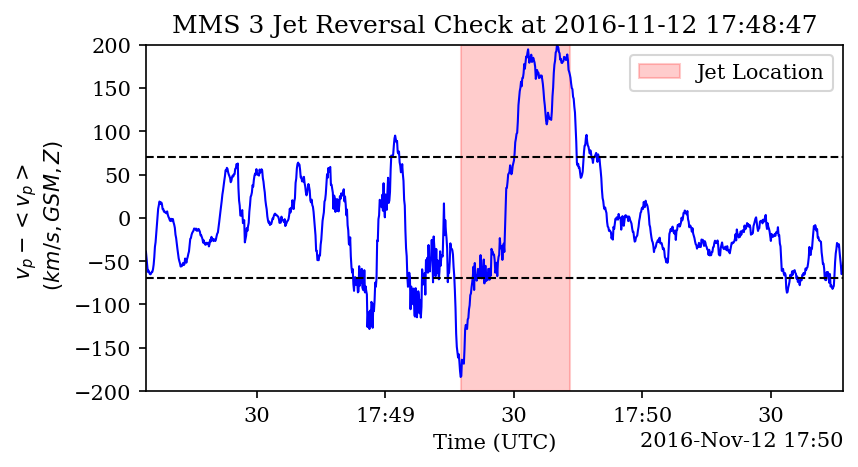 MMS 3 Jet Reversal Check at 2016-11-12 17:48:47
200
150
100
50
0
−50
−100
−150
−200
v_p − <v_p>
(km/s, GSM, Z)
Jet Location
30
17:49
30
17:50
30
Time (UTC)
2016-Nov-12 17:50